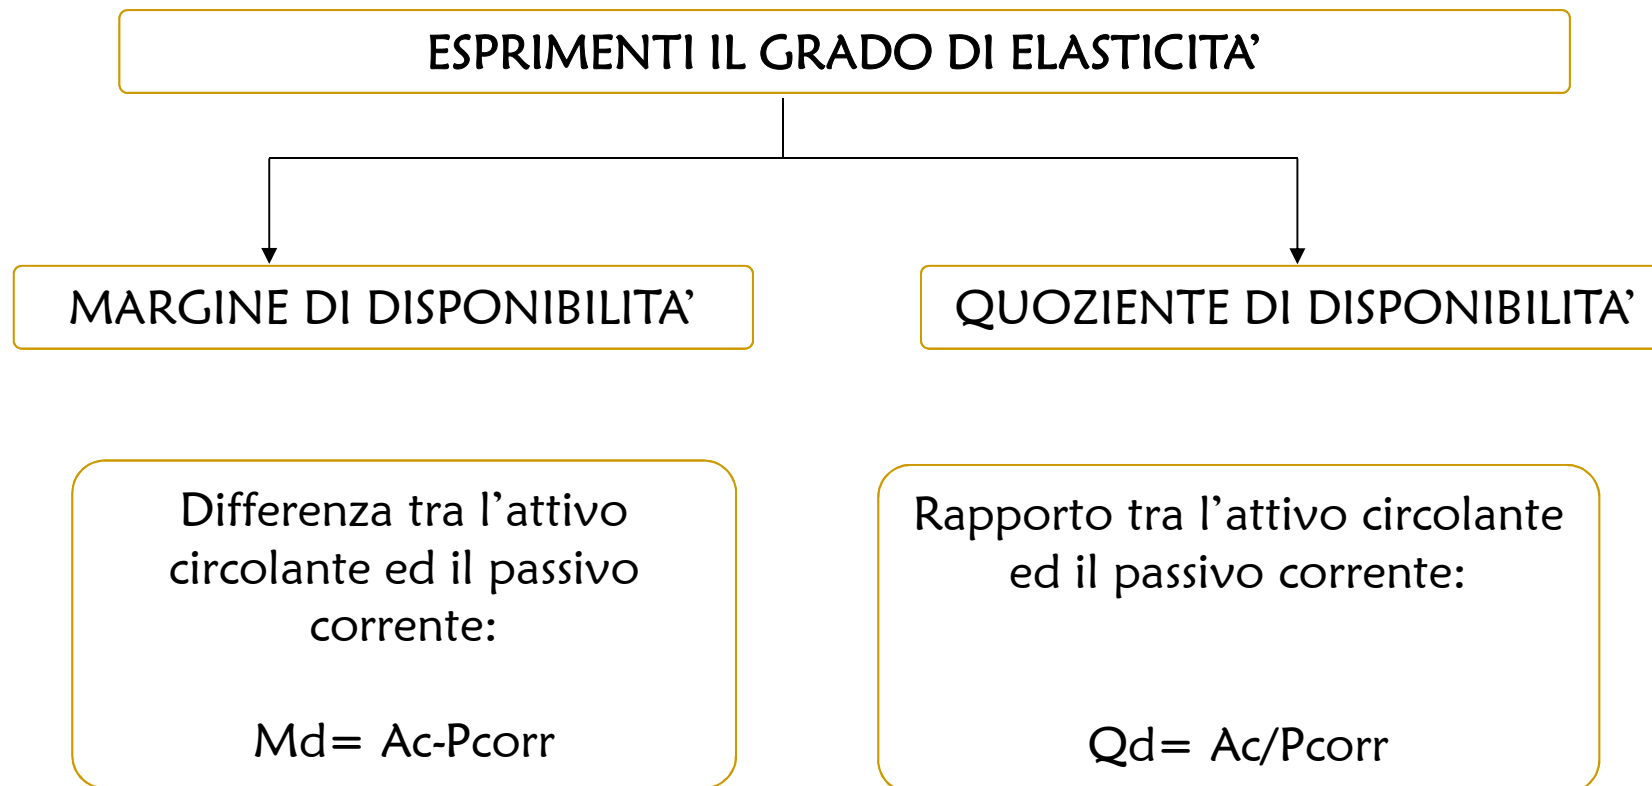 ESPRIMENTI IL GRADO DI ELASTICITA’
MARGINE DI DISPONIBILITA’
QUOZIENTE DI DISPONIBILITA’
Differenza tra l’attivo
circolante ed il passivo
corrente:
Md= Ac-Pcorr
Rapporto tra l’attivo circolante
ed il passivo corrente:
Qd= Ac/Pcorr